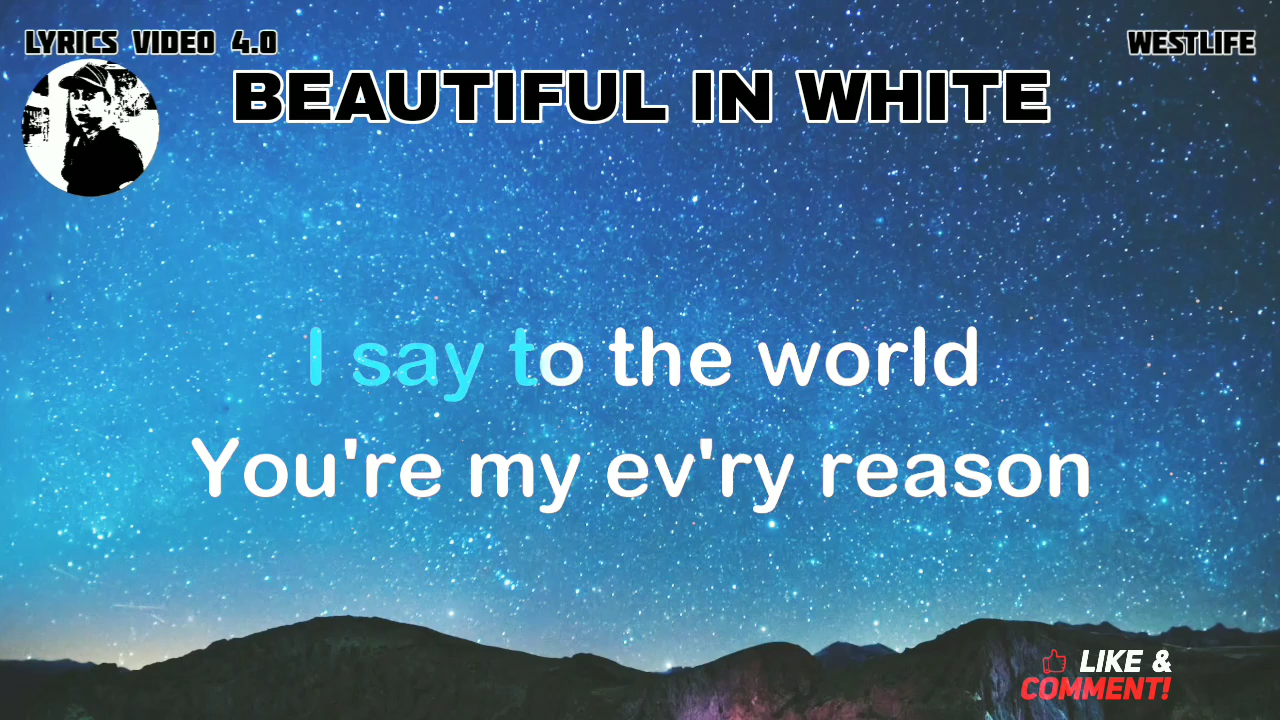 LYRICS VIDEO 4.0
WESTLIFE
BEAUTIFUL IN WHITE
I say to the world
You're my ev'ry reason
LIKE &
COMMENT!